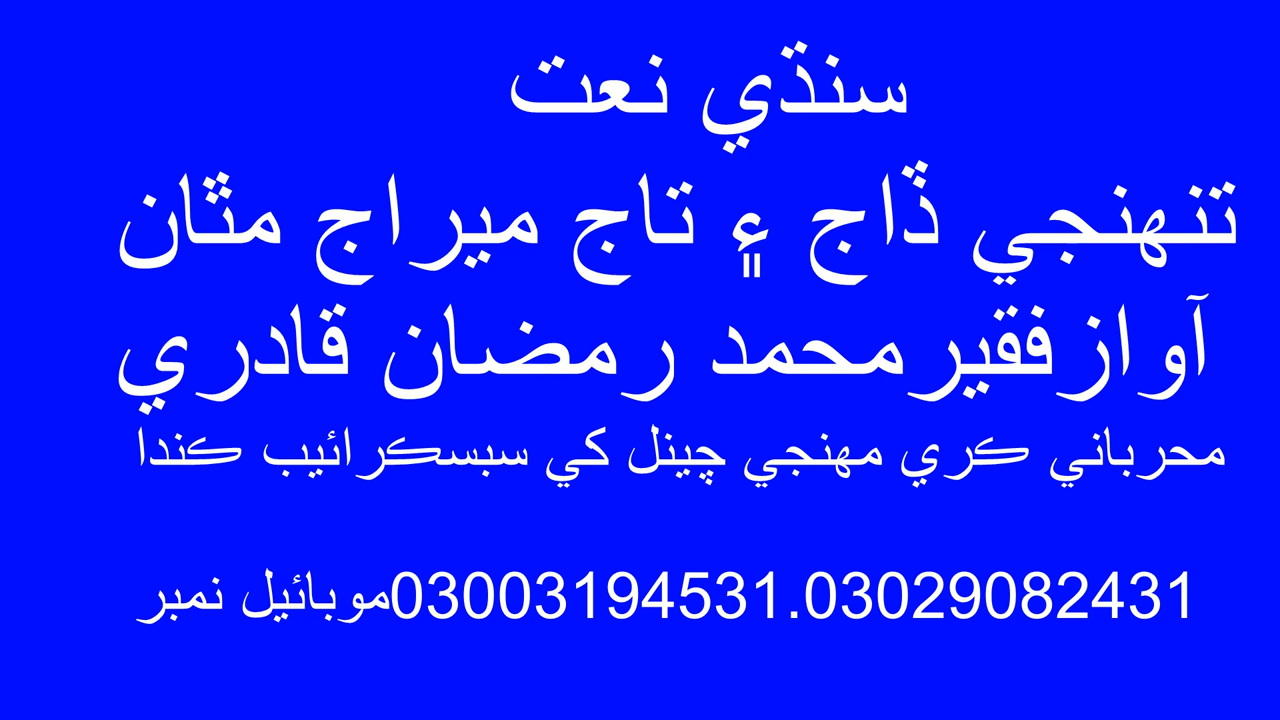 سنڌي نعت
تنهنجي ڏاج ۽ تاج ميراج مٿان
آوازفقيرمحمد رمضان قادري
محرباني ڪري مهنجي چينل کي سبسڪرائيب ڪندا
03003194531.03029082431موبائيل نمبر